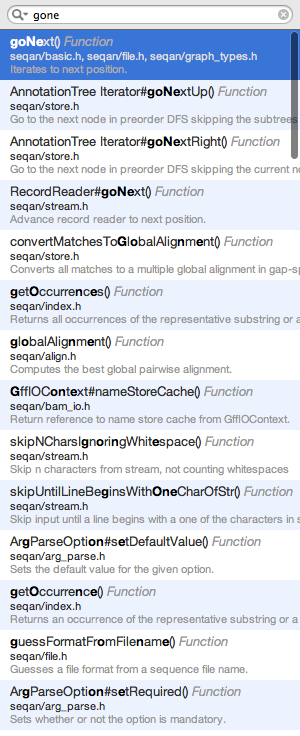 gone
goNext() Function
seqan/basic.h, seqan/file.h, seqan/graph_types.h
Iterates to next position.
AnnotationTree Iterator#goNextUp() Function
seqan/store.h
Go to the next node in preorder DFS skipping the subtrees
AnnotationTree Iterator#goNextRight() Function
seqan/store.h
Go to the next node in preorder DFS skipping the current n
RecordReader#goNext() Function
seqan/stream.h
Advance record reader to next position.
convertMatchesToGlobalAlignment() Function
seqan/store.h
Converts all matches to a multiple global alignment in gap-sp
getOccurrences() Function
seqan/index.h
Returns all occurrences of the representative substring or a
globalAlignment() Function
seqan/align.h
Computes the best global pairwise alignment.
GffIOContext#nameStoreCache() Function
seqan/bam_io.h
Return reference to name store cache from GffIOContext.
skipNCharsIgnoringWhitespace() Function
seqan/stream.h
Skip n characters from stream, not counting whitespaces
skipUntilLineBeginsWithOneCharOfStr() Function
seqan/stream.h
Skip input until a line begins with a one of the characters in s
ArgParseOption#setDefaultValue() Function
seqan/arg_parse.h
Sets the default value for the given option.
getOccurrence() Function
seqan/index.h
Returns an occurrence of the representative substring or a
guessFormatFromFilename() Function
seqan/file.h
Guesses a file format from a sequence file name.
ArgParseOption#setRequired() Function
seqan/arg_parse.h
Sets whether or not the option is mandatory.